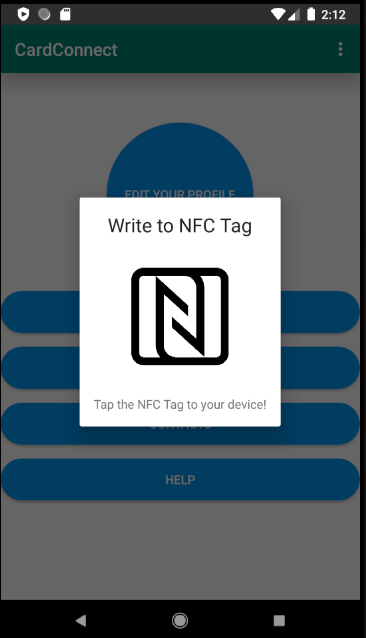 2:12
CardConnect
EDIT YOUR PROFILE
Write to NFC Tag
Tap the NFC Tag to your device!
HELP